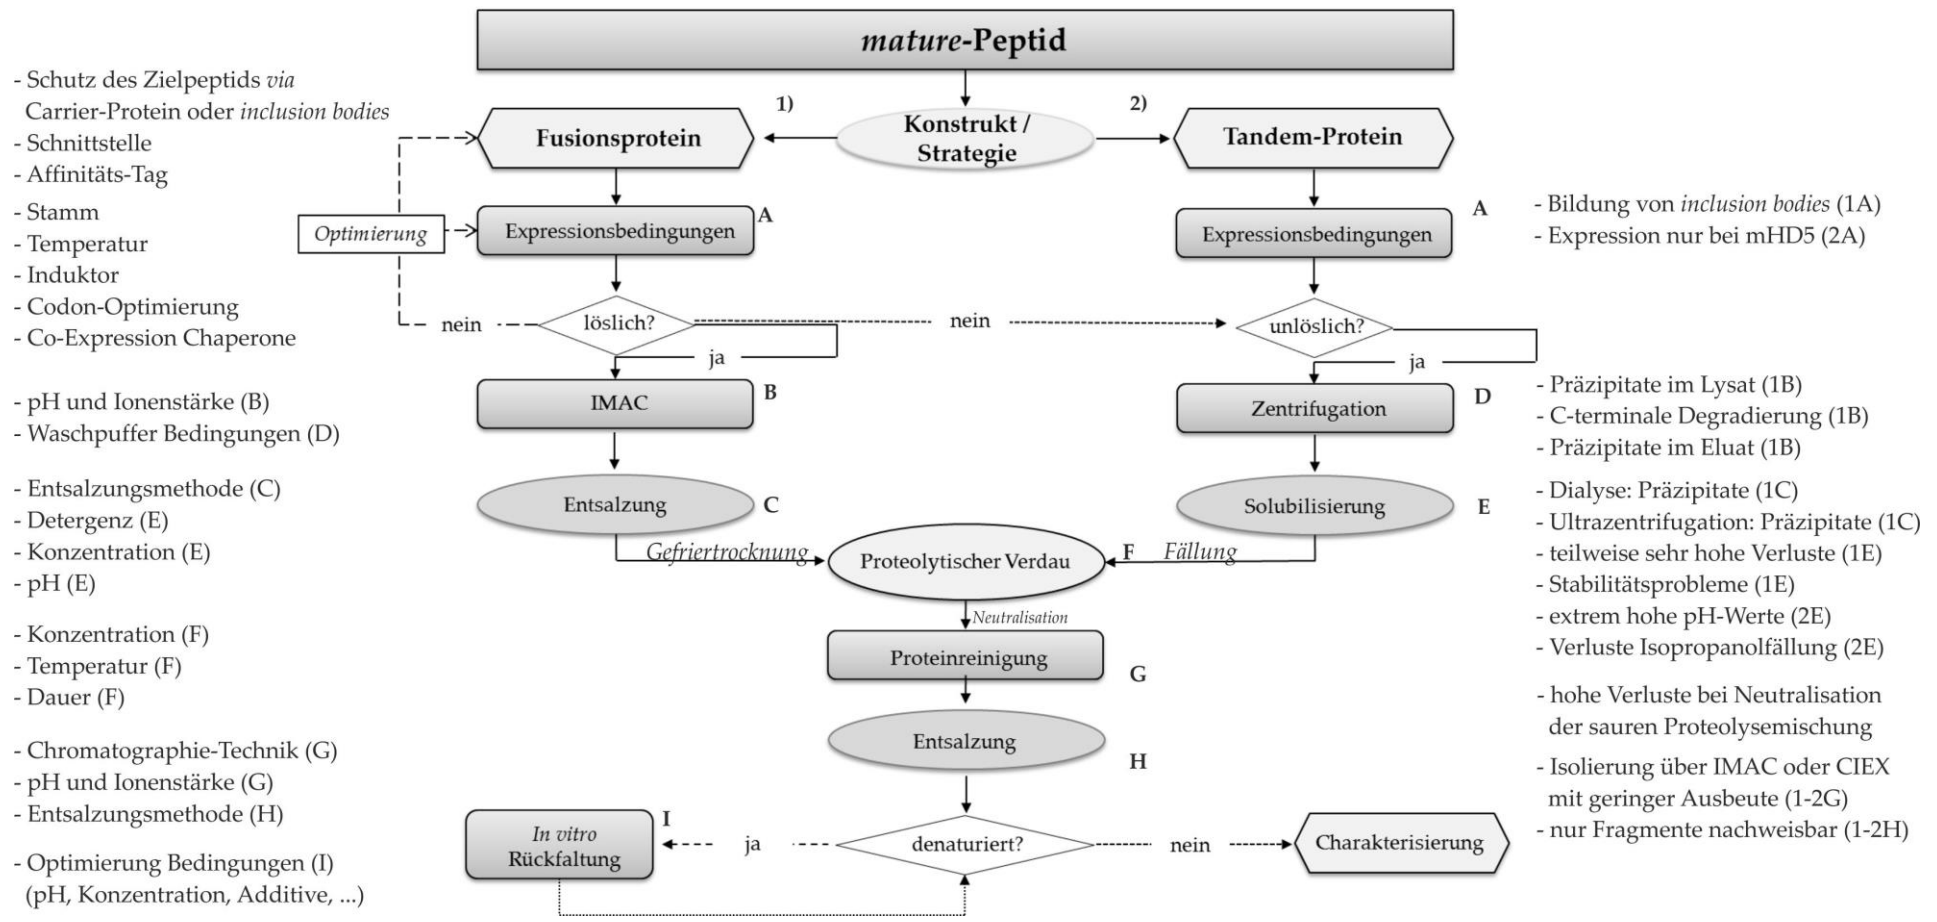 mature-Peptid
- Schutz des Zielpeptids via
Carrier-Protein oder inclusion bodies
- Schnittstelle
- Affinitäts-Tag
- Stamm
- Temperatur
- Induktor
- Codon-Optimierung
- Co-Expression Chaperone
- pH und Ionenstärke (B)
- Waschpuffer Bedingungen (D)
- Entsalzungsmethode (C)
- Detergenz (E)
- Konzentration (E)
- pH (E)
- Konzentration (F)
- Temperatur (F)
- Dauer (F)
- Chromatographie-Technik (G)
- pH und Ionenstärke (G)
- Entsalzungsmethode (H)
- Optimierung Bedingungen (I)
(pH, Konzentration, Additive, ...)
1)
2)
Fusionsprotein
Konstrukt /
Strategie
Tandem-Protein
Optimierung
Expressionsbedingungen
A
Expressionsbedingungen
A
nein
löslich?
nein
unlöslich?
ja
ja
IMAC
B
Zentrifugation
D
Entsalzung
C
Solubilisierung
E
Gefriertrocknung
Proteolytischer Verdau
F
Fällung
Neutralisation
Proteinreinigung
G
Entsalzung
H
In vitro
Rückfaltung
I
ja
denaturiert?
nein
Charakterisierung
- Bildung von inclusion bodies (1A)
- Expression nur bei mHD5 (2A)
- Präzipitate im Lysat (1B)
- C-terminale Degradierung (1B)
- Präzipitate im Eluat (1B)
- Dialyse: Präzipitate (1C)
- Ultrazentrifugation: Präzipitate (1C)
- teilweise sehr hohe Verluste (1E)
- Stabilitätsprobleme (1E)
- extrem hohe pH-Werte (2E)
- Verluste Isopropanolfällung (2E)
- hohe Verluste bei Neutralisation
der sauren Proteolysemischung
- Isolierung über IMAC oder CIEX
mit geringer Ausbeute (1-2G)
- nur Fragmente nachweisbar (1-2H)